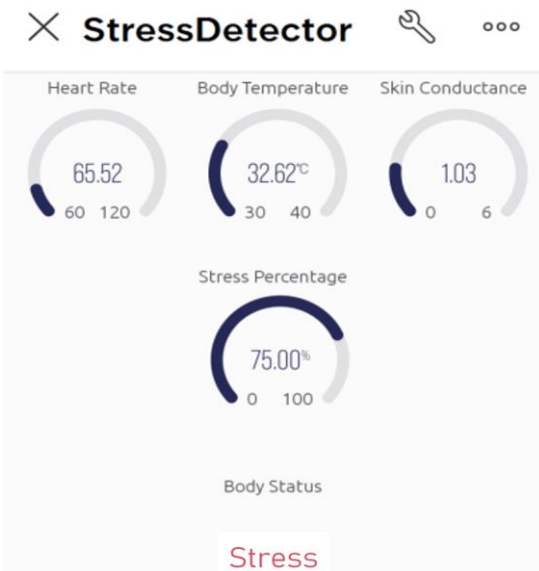 StressDetector
Heart Rate Body Temperature Skin Conductance
65.52 32.62°C 1.03
60 120 30 40 0 6
Stress Percentage
75.00%
0 100
Body Status
Stress